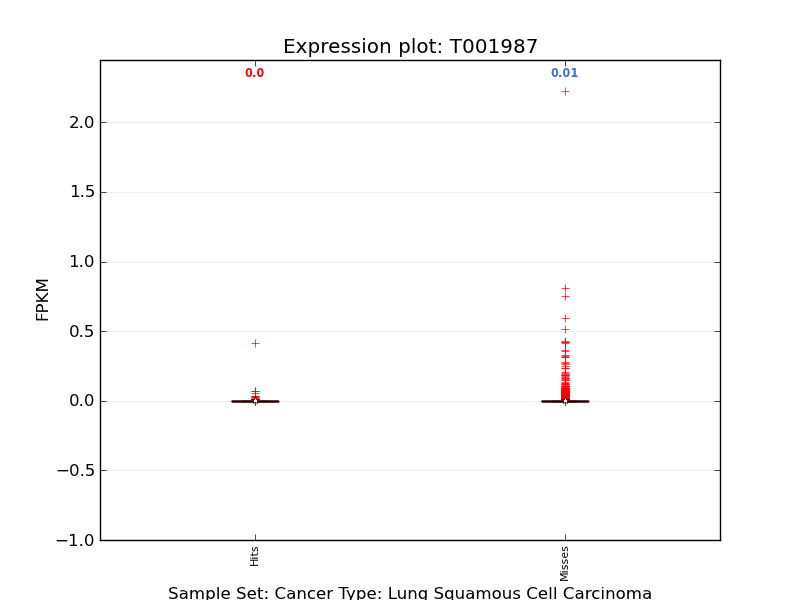 Expression plot: T001987
0.0
0.01
2.0
1.5
1.0
0.5
0.0
−0.5
−1.0
FPKM
Hits
Misses
Sample Set: Cancer Type: Lung Squamous Cell Carcinoma